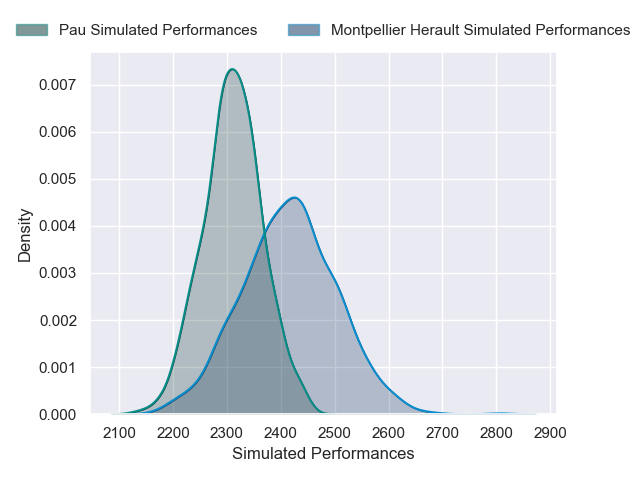 Pau Simulated Performances
Montpellier Herault Simulated Performances
0.007
0.006
0.005
0.004
0.003
0.002
0.001
0.000
Density
2100 2200 2300 2400 2500 2600 2700 2800 2900
Simulated Performances